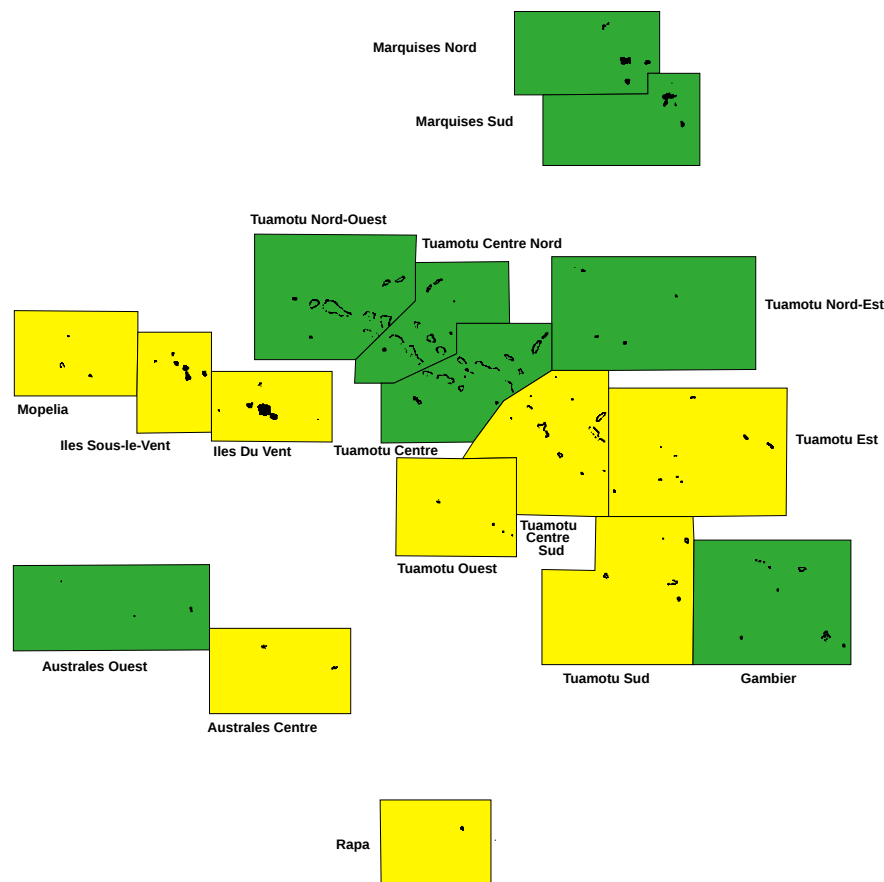 Marquises Nord
Marquises Sud
Tuamotu Nord-Ouest
Tuamotu Centre Nord
Tuamotu Nord-Est
Mopelia
Iles Sous-le-Vent
Iles Du Vent
Tuamotu Centre
Tuamotu Est
Tuamotu
Centre
Sud
Tuamotu Ouest
Australes Ouest
Tuamotu Sud
Gambier
Australes Centre
Rapa